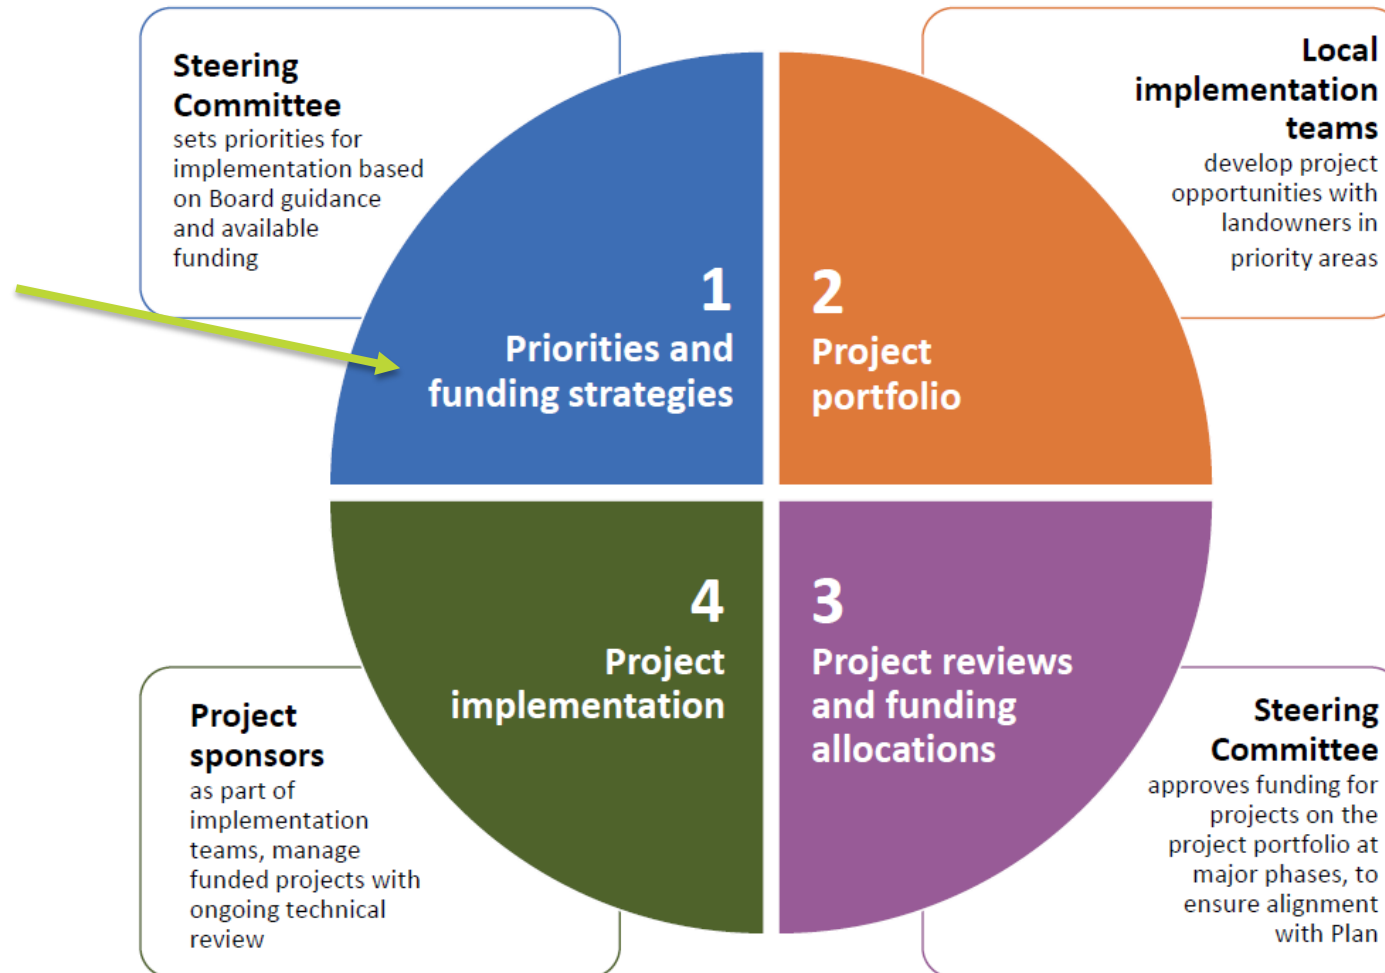 Steering
Committee
sets priorities for
implementation based
on Board guidance
and available
funding
Local
implementation
teams
develop project
opportunities with
landowners in
priority areas
1
Priorities and
funding strategies
2
Project
portfolio
4
Project
implementation
3
Project reviews
and funding
allocations
Project
sponsors
as part of
implementation
teams, manage
funded projects with
ongoing technical
review
Steering
Committee
approves funding for
projects on the
project portfolio at
major phases, to
ensure alignment
with Plan